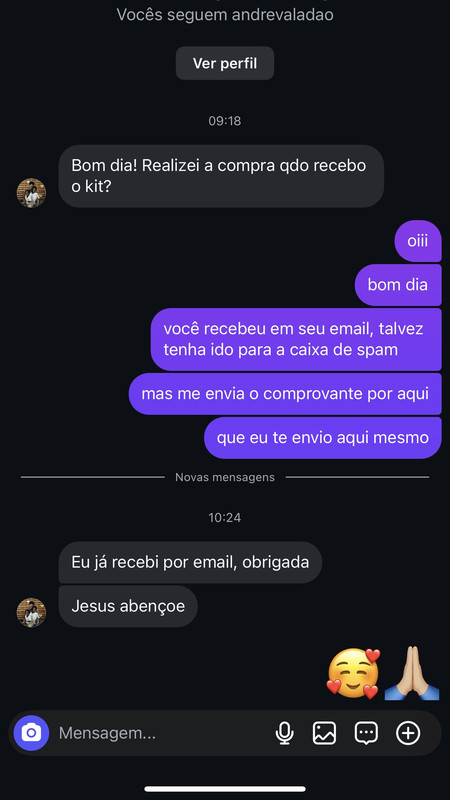 Vocês seguem andrevaladao
Ver perfil
09:18
Bom dia! Realizei a compra qdo recebo
o kit?
oiii
bom dia
você recebeu em seu email, talvez
tenha ido para a caixa de spam
mas me envia o comprovante por aqui
que eu te envio aqui mesmo
Novas mensagens
10:24
Eu já recebi por email, obrigada
Jesus abençoe
Mensagem...